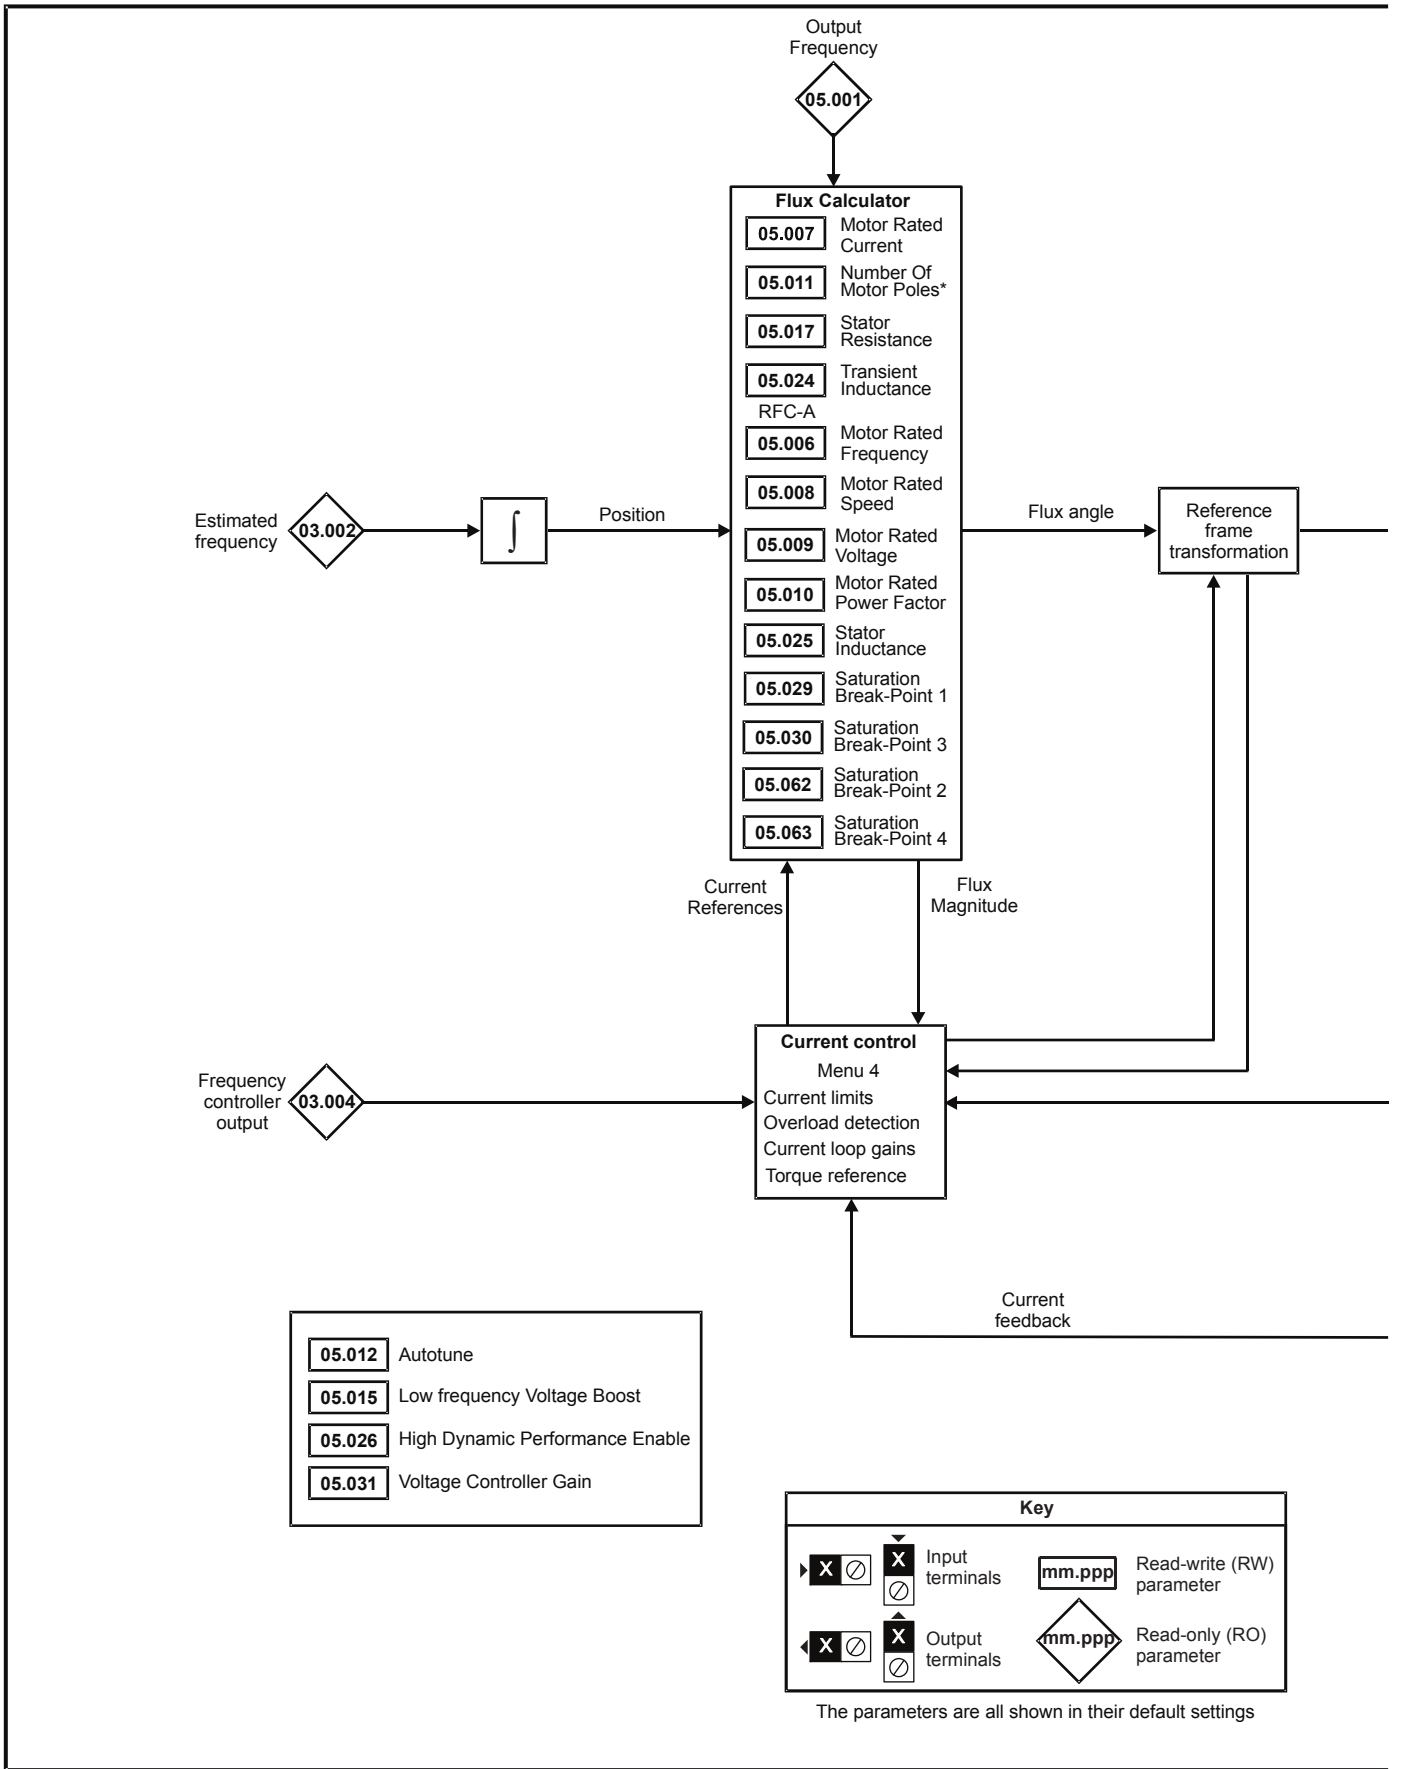 Output
Frequency
05.001
Flux Calculator
05.007
Motor Rated
Current
05.011
Number Of
Motor Poles*
05.017
Stator
Resistance
05.024
Transient
Inductance
RFC-A
05.006
Motor Rated
Frequency
05.008
Motor Rated
Speed
05.009
Motor Rated
Voltage
05.010
Motor Rated
Power Factor
05.025
Stator
Inductance
05.029
Saturation
Break-Point 1
05.030
Saturation
Break-Point 3
05.062
Saturation
Break-Point 2
05.063
Saturation
Break-Point 4
Estimated
frequency
03.002
∫
Position
Flux angle
Reference
frame
transformation
Current
References
Flux
Magnitude
Frequency
controller
output
03.004
Current control
Menu 4
Current limits
Overload detection
Current loop gains
Torque reference
Current
feedback
05.012 Autotune
05.015 Low frequency Voltage Boost
05.026 High Dynamic Performance Enable
05.031 Voltage Controller Gain
Key
X
X
Input
terminals
mm.ppp
Read-write (RW)
parameter
X
X
Output
terminals
mm.ppp
Read-only (RO)
parameter
The parameters are all shown in their default settings